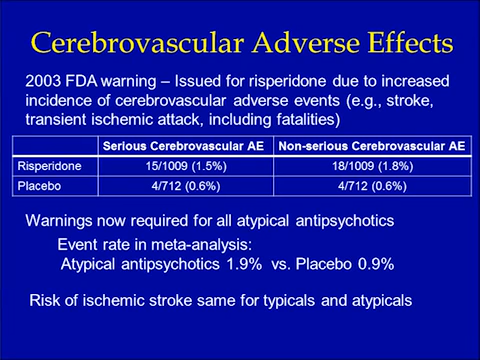 Cerebrovascular Adverse Effects
2003 FDA warning – Issued for risperidone due to increased
incidence of cerebrovascular adverse events (e.g., stroke,
transient ischemic attack, including fatalities)
Serious Cerebrovascular AE Non-serious Cerebrovascular AE
Risperidone 15/1009 (1.5%) 18/1009 (1.8%)
Placebo 4/712 (0.6%) 4/712 (0.6%)
Warnings now required for all atypical antipsychotics
Event rate in meta-analysis:
Atypical antipsychotics 1.9% vs. Placebo 0.9%
Risk of ischemic stroke same for typicals and atypicals